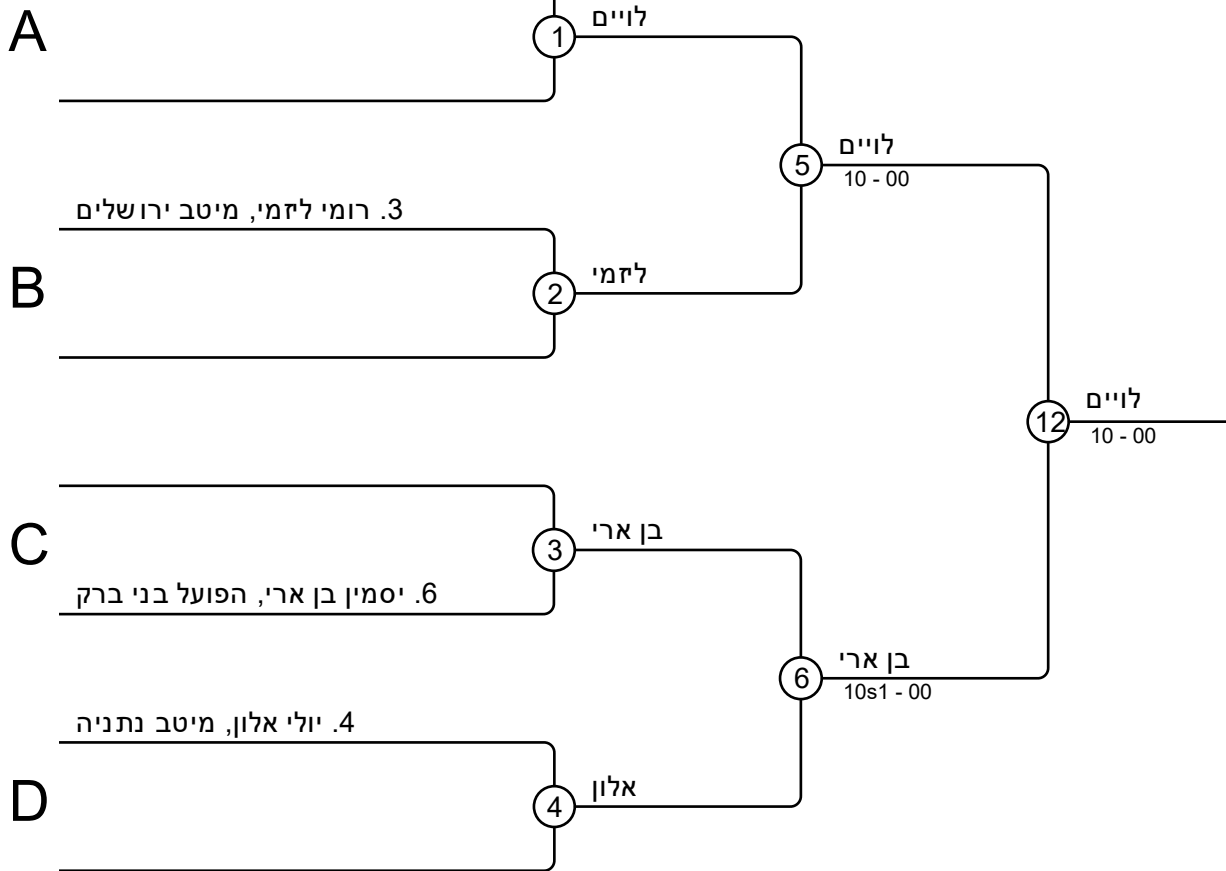 A
1
לויים
5
לויים
10 - 00
3. רומי ליזמי, מיטב ירושלים
B
2
ליזמי
12
לויים
10 - 00
C
3
בן ארי
6. יסמין בן ארי, הפועל בני ברק
6
בן ארי
10s1 - 00
4. יולי אלון, מיטב נתניה
D
4
אלון